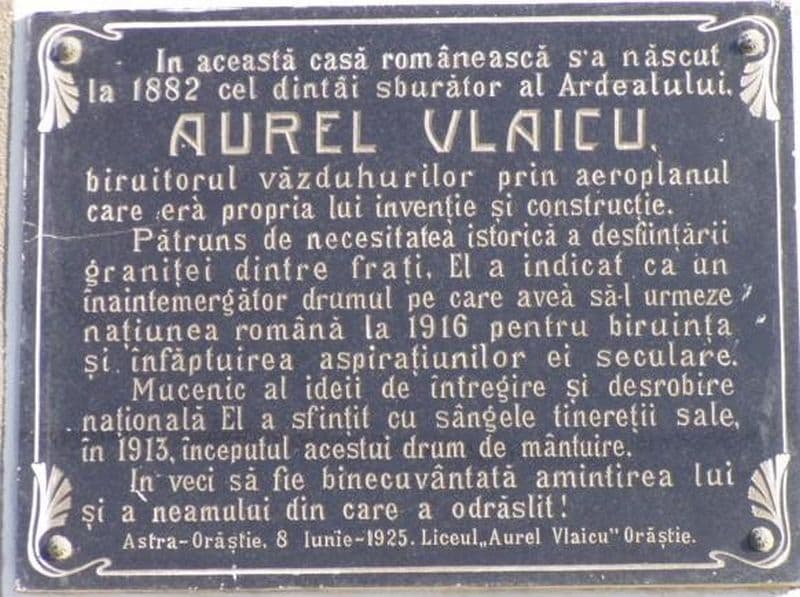 In această casă românească s'a născut
la 1882 cel dintâi sburător al Ardealului,
AUREL VLAICU,
biruitorul văzduhurilor prin aeroplanul
care erà propria lui invenție și construcție.
Pătruns de necesitatea istorică a desființării
graniței dintre frați, El a indicat ca un
înaintemergător drumul pe care aveà să-l urmeze
națiunea română la 1916 pentru biruința
și înfăptuirea aspirațiunilor ei seculare.
Mucenic al ideii de întregire și desrobire
națională El a sfințit cu sângele tinereții sale,
în 1913, începutul acestui drum de mântuire.
In veci să fie binecuvântată amintirea lui
și a neamului din care a odrăslit!
Astra-Orăștie, 8 Iunie-1925. Liceul „Aurel Vlaicu" Orăștie.